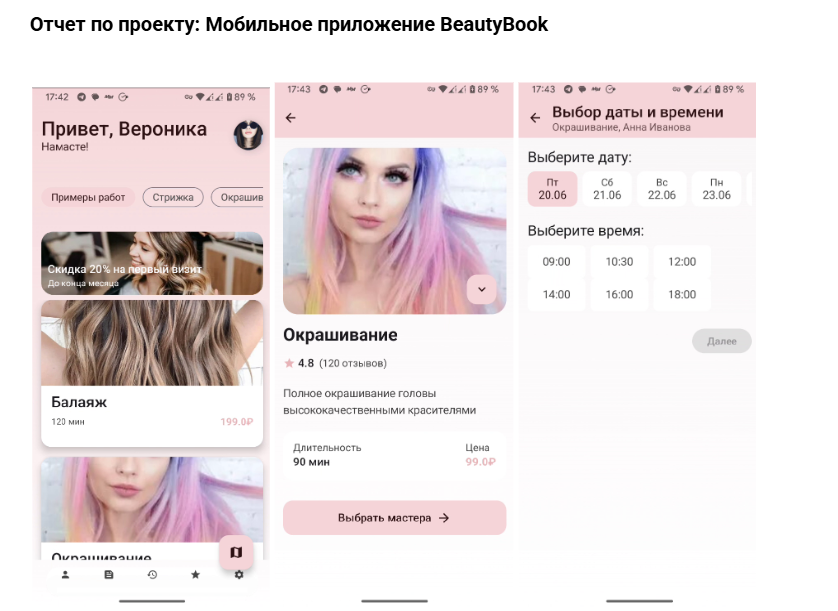 Отчет по проекту: Мобильное приложение BeautyBook
17:42
89 %
Привет, Вероника
Намасте!
Примеры работ
Стрижка
Окрашив
Скидка 20% на первый визит
До конца месяца
Балаяж
120 мин
199.0₽
Окрашивание
17:43
89 %
Окрашивание
4.8 (120 отзывов)
Полное окрашивание головы
высококачественными красителями
Длительность
Цена
90 мин
99.0₽
Выбрать мастера
17:43
89 %
Выбор даты и времени
Окрашивание, Анна Иванова
Выберите дату:
Пт
Сб
Вс
Пн
20.06
21.06
22.06
23.06
Выберите время:
09:00
10:30
12:00
14:00
16:00
18:00
Далее